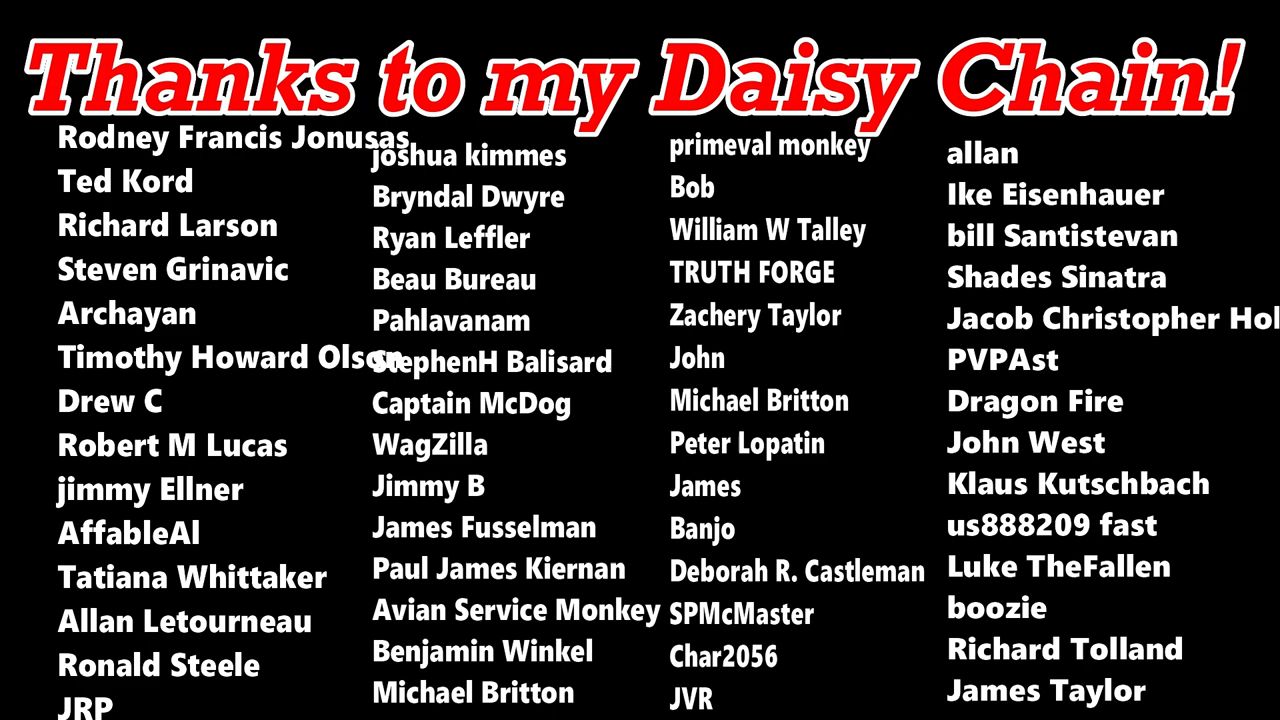 Thanks to my Daisy Chain!
Rodney Francis Jonusas
Ted Kord
Richard Larson
Steven Grinavic
Archayan
Timothy Howard Olson
Drew C
Robert M Lucas
jimmy Ellner
AffableAl
Tatiana Whittaker
Allan Letourneau
Ronald Steele
JRP
joshua kimmes
Bryndal Dwyre
Ryan Leffler
Beau Bureau
Pahlavanam
StephenH Balisard
Captain McDog
WagZilla
Jimmy B
James Fusselman
Paul James Kiernan
Avian Service Monkey
Benjamin Winkel
Michael Britton
primeval monkey
Bob
William W Talley
TRUTH FORGE
Zachery Taylor
John
Michael Britton
Peter Lopatin
James
Banjo
Deborah R. Castleman
SPMcMaster
Char2056
JVR
allan
Ike Eisenhauer
bill Santistevan
Shades Sinatra
Jacob Christopher
PVPAst
Dragon Fire
John West
Klaus Kutschbach
us888209 fast
Luke TheFallen
boozie
Richard Tolland
James Taylor